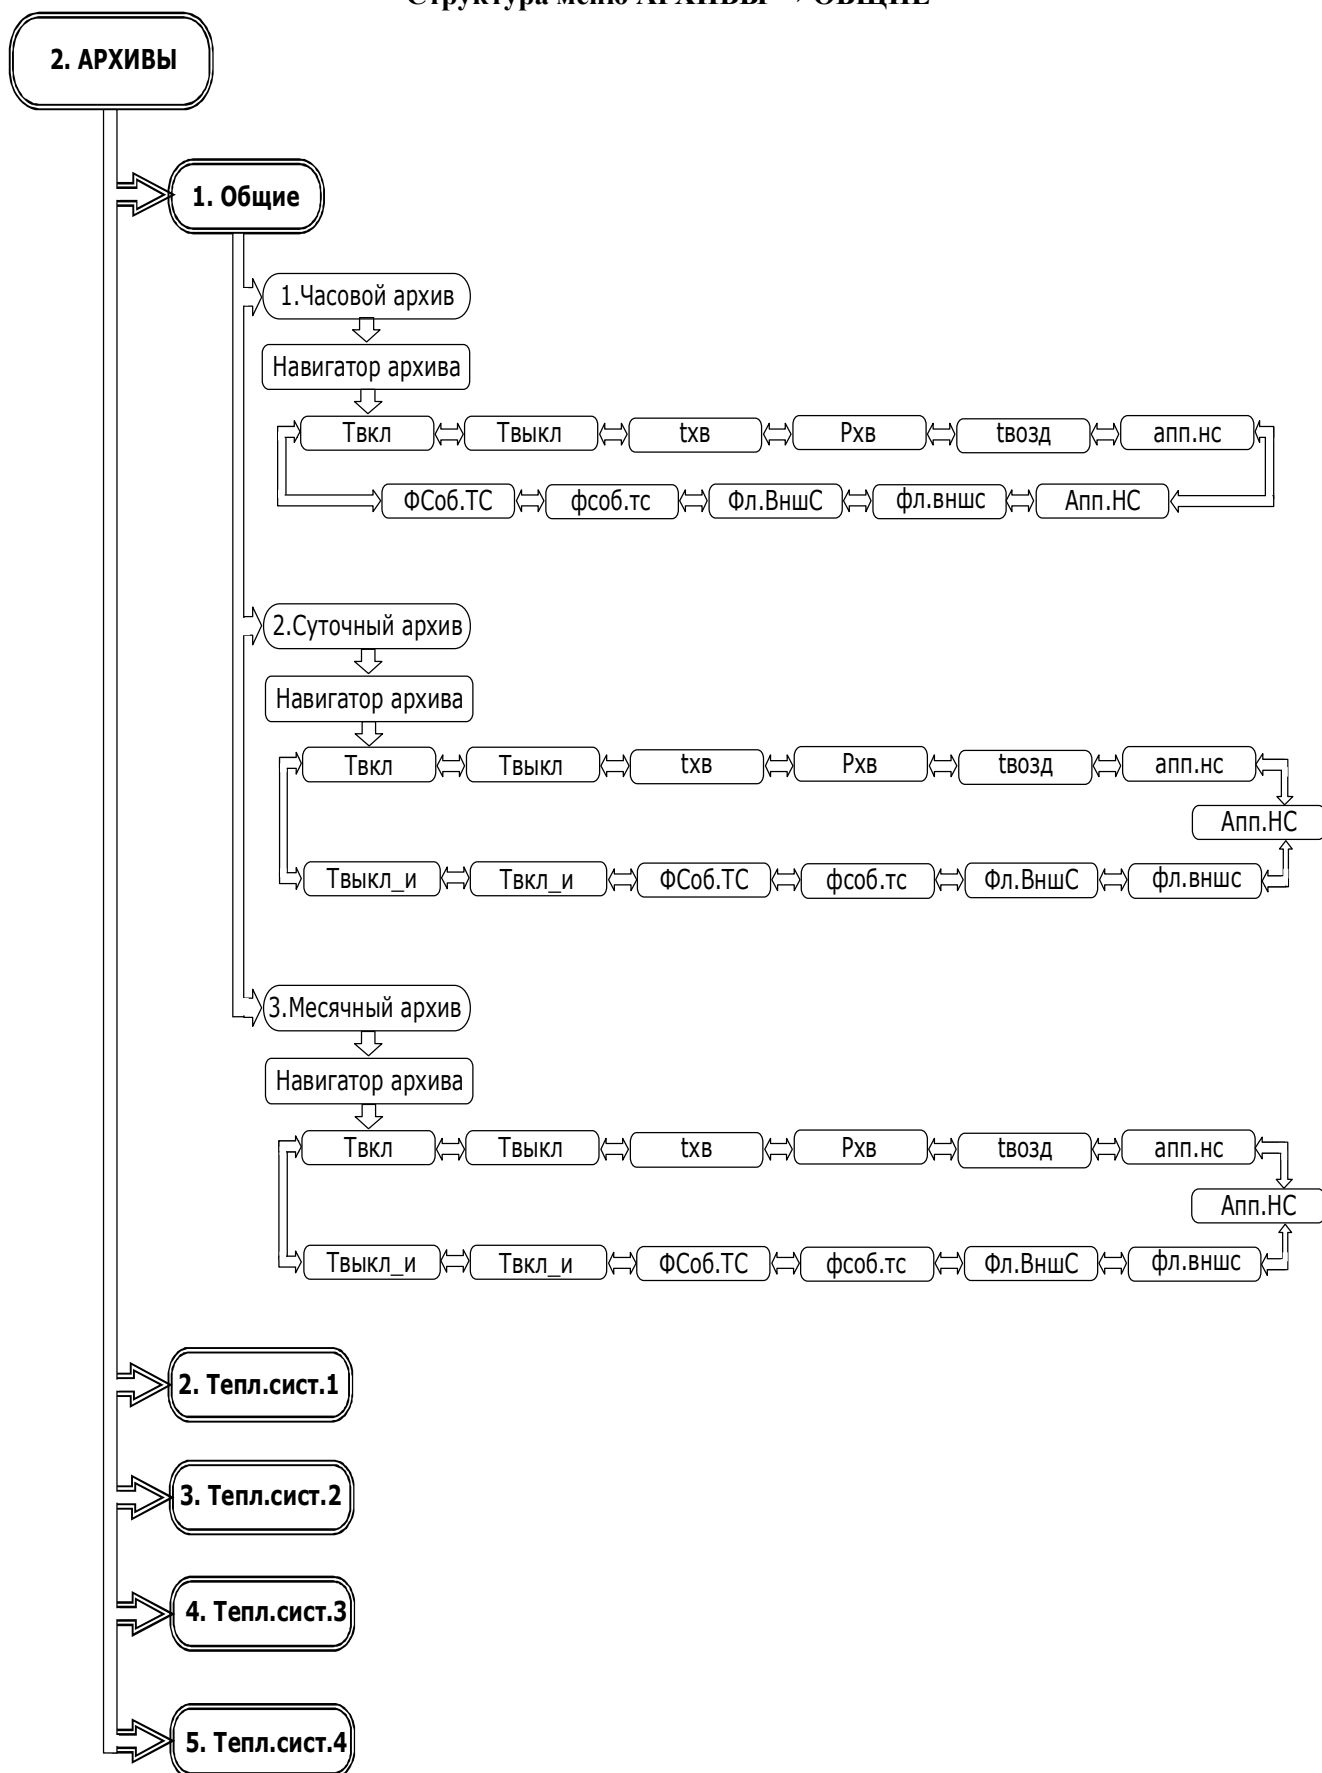 Структура меню АРХИВЫ → ОБЩИЕ
2. АРХИВЫ
1. Общие
1.Часовой архив
Навигатор архива
Твкл Твыкл tхв Рхв tвозд апп.нс
ФСоб.ТС фсоб.тс Фл.ВншС фл.вншс Апп.НС
2.Суточный архив
Навигатор архива
Твкл Твыкл tхв Рхв tвозд апп.нс
Апп.НС
Твыкл_и Твкл_и ФСоб.ТС фсоб.тс Фл.ВншС фл.вншс
3.Месячный архив
Навигатор архива
Твкл Твыкл tхв Рхв tвозд апп.нс
Апп.НС
Твыкл_и Твкл_и ФСоб.ТС фсоб.тс Фл.ВншС фл.вншс
2. Тепл.сист.1
3. Тепл.сист.2
4. Тепл.сист.3
5. Тепл.сист.4